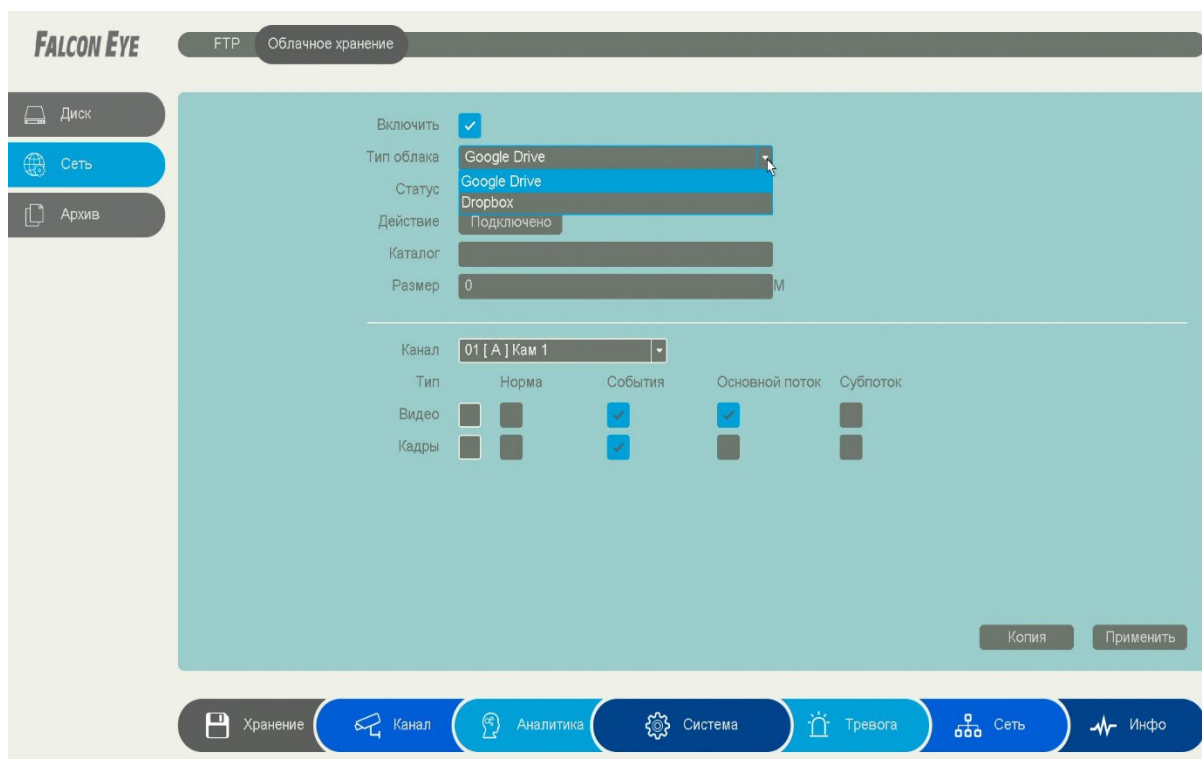 FALCON EYE
FTP Облачное хранение
Диск
Сеть
Архив
Включить
Тип облака Google Drive
Google Drive
Статус
Dropbox
Действие Подключено
Каталог
Размер 0 M
Канал 01 [ A ] Кам 1
Тип Норма События Основной поток Субпоток
Видео
Кадры
Копия Применить
Хранение Канал Аналитика Система Тревога Сеть Инфо